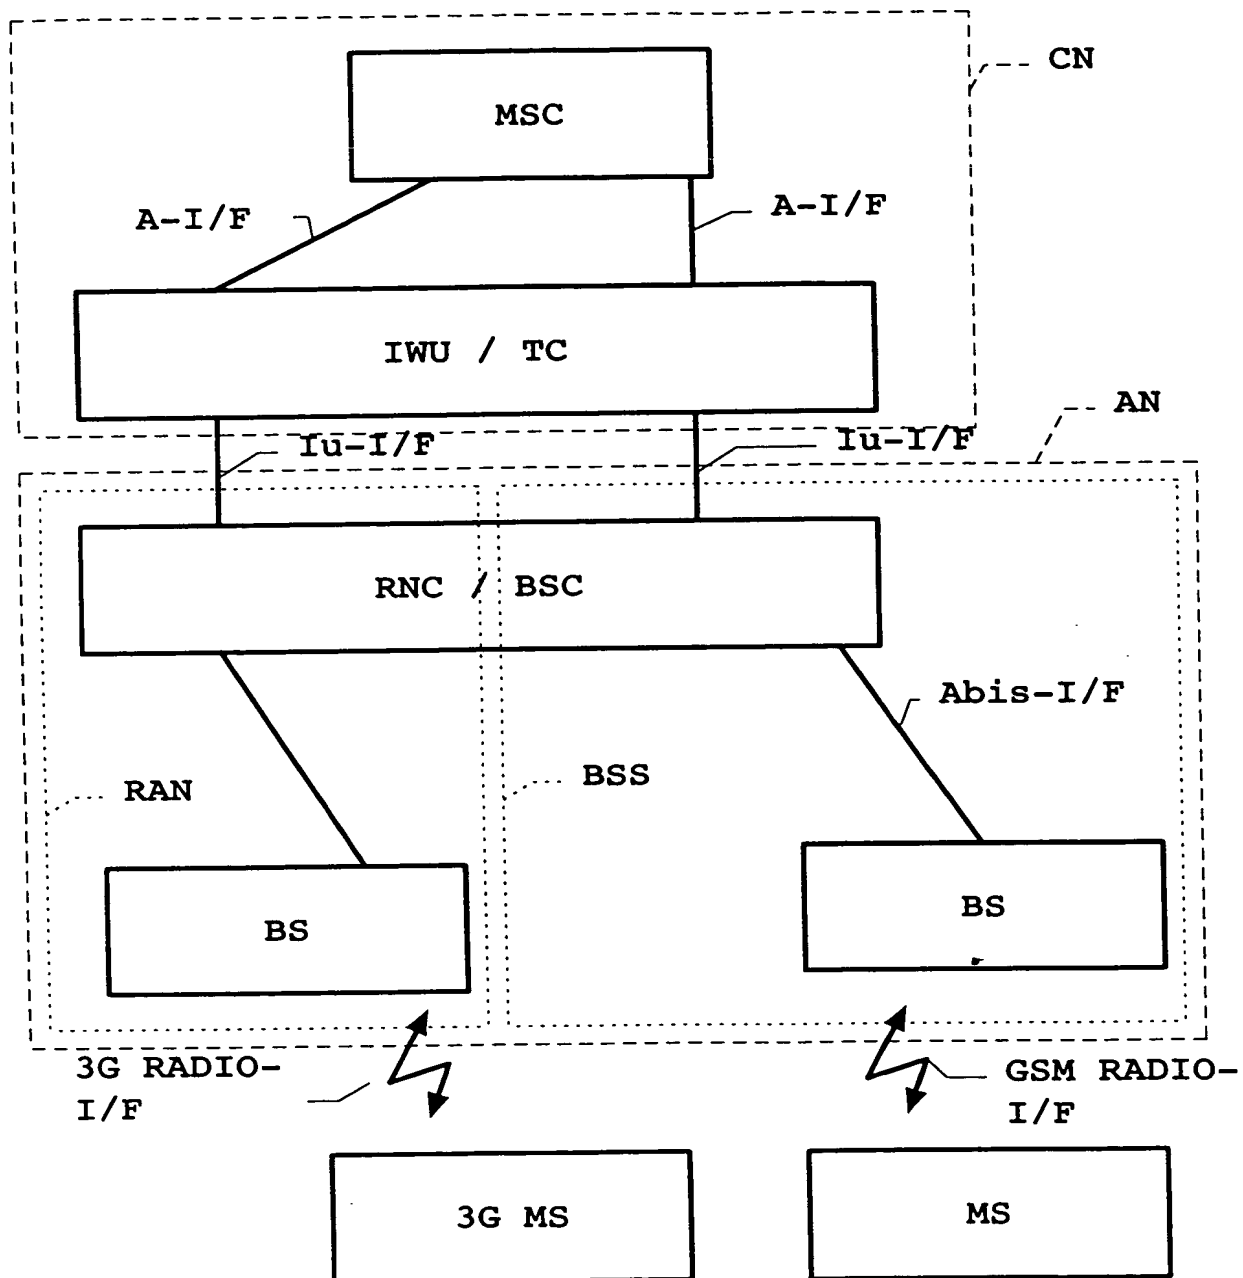 CN
MSC
A-I/F
A-I/F
IWU / TC
AN
Iu-I/F
Iu-I/F
RNC / BSC
Abis-I/F
RAN
BSS
BS
BS
3G RADIO-
I/F
GSM RADIO-
I/F
3G MS
MS